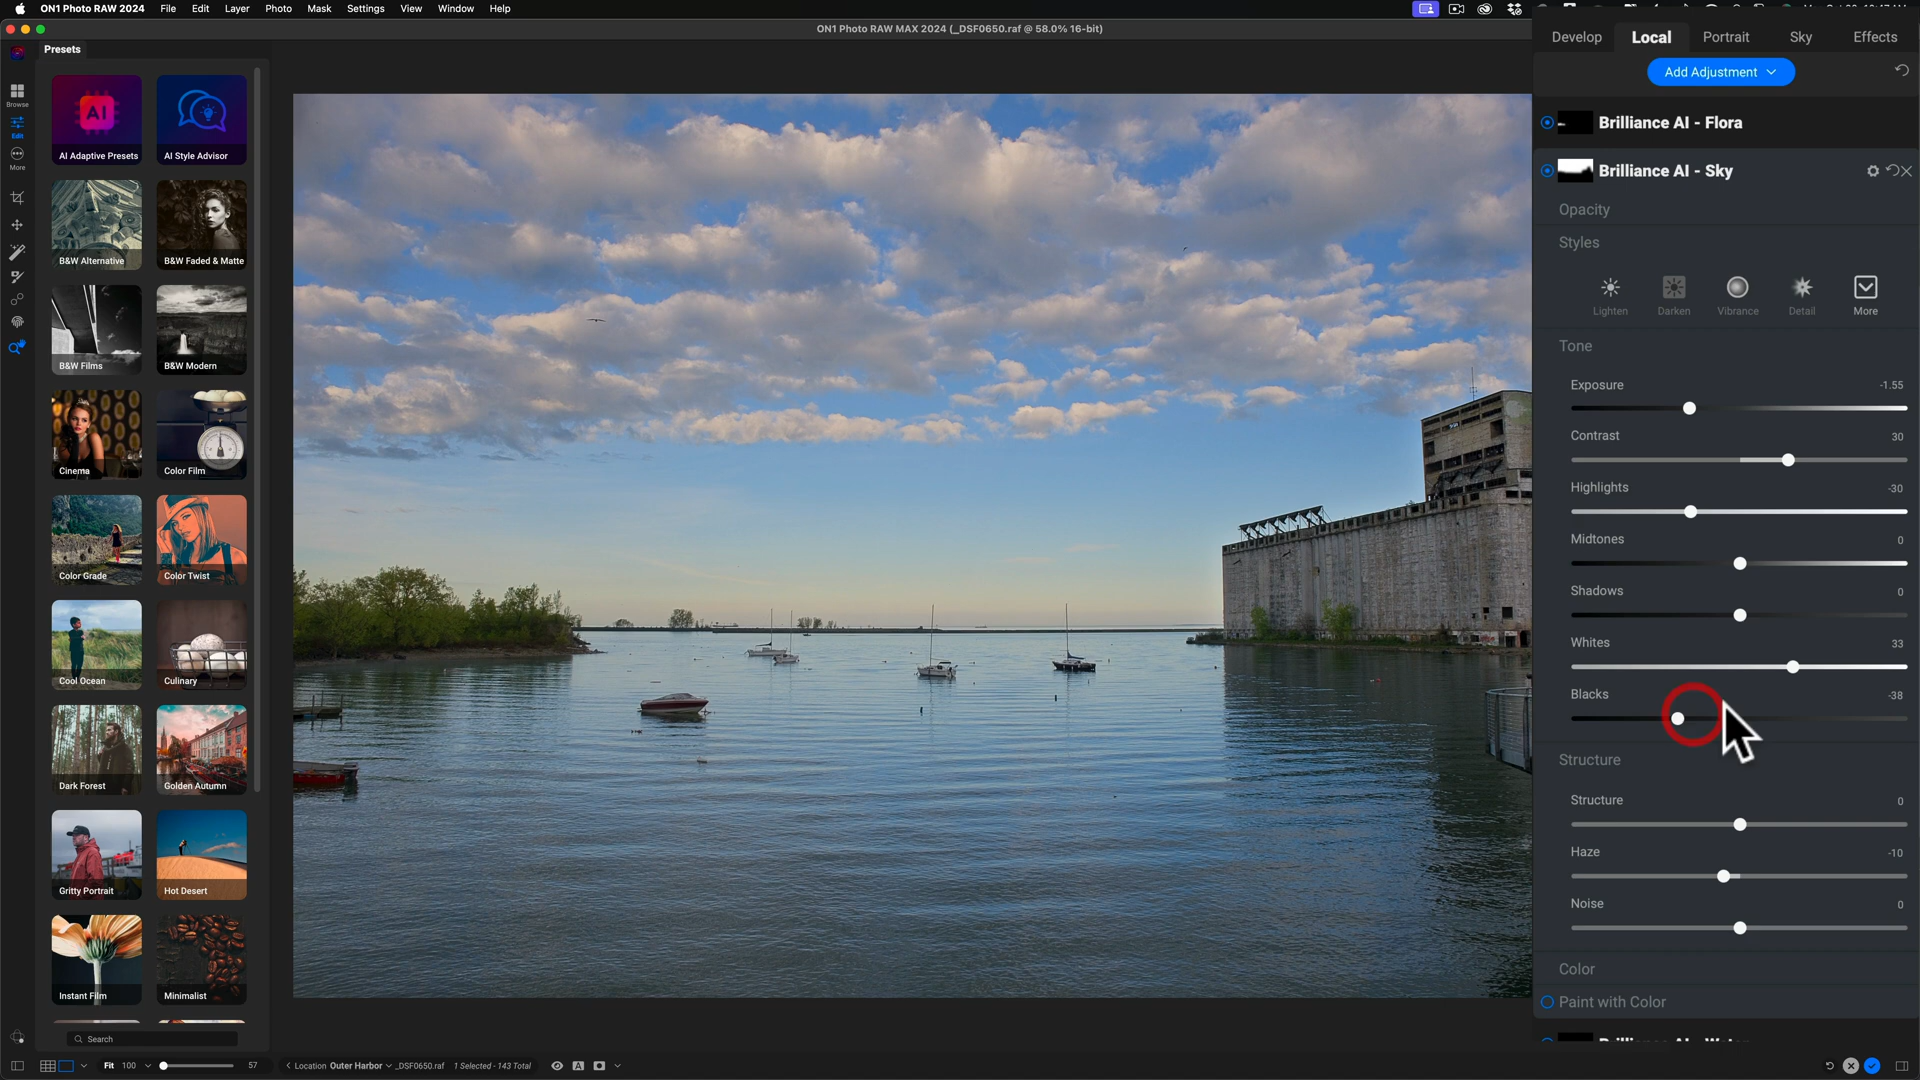 ON1 Photo RAW 2024 File Edit Layer Photo Mask Settings View Window Help
ON1 Photo RAW MAX 2024 (_DSF0650.raf @ 58.0% 16-bit)
Presets
Browse
Edit
More
AI
AI Adaptive Presets
AI Style Advisor
B&W Alternative
B&W Faded & Matte
B&W Films
B&W Modern
Cinema
Color Film
Color Grade
Color Twist
Cool Ocean
Culinary
Dark Forest
Golden Autumn
Gritty Portrait
Hot Desert
Instant Film
Minimalist
Search
Fit 100 57 Location Outer Harbor _DSF0650.raf 1 Selected - 143 Total
Develop Local Portrait Sky Effects
Add Adjustment
Brilliance AI - Flora
Brilliance AI - Sky
Opacity
Styles
Lighten Darken Vibrance Detail More
Tone
Exposure -1.55
Contrast 30
Highlights -30
Midtones 0
Shadows 0
Whites 33
Blacks -38
Structure
Structure 0
Haze -10
Noise 0
Color
Paint with Color